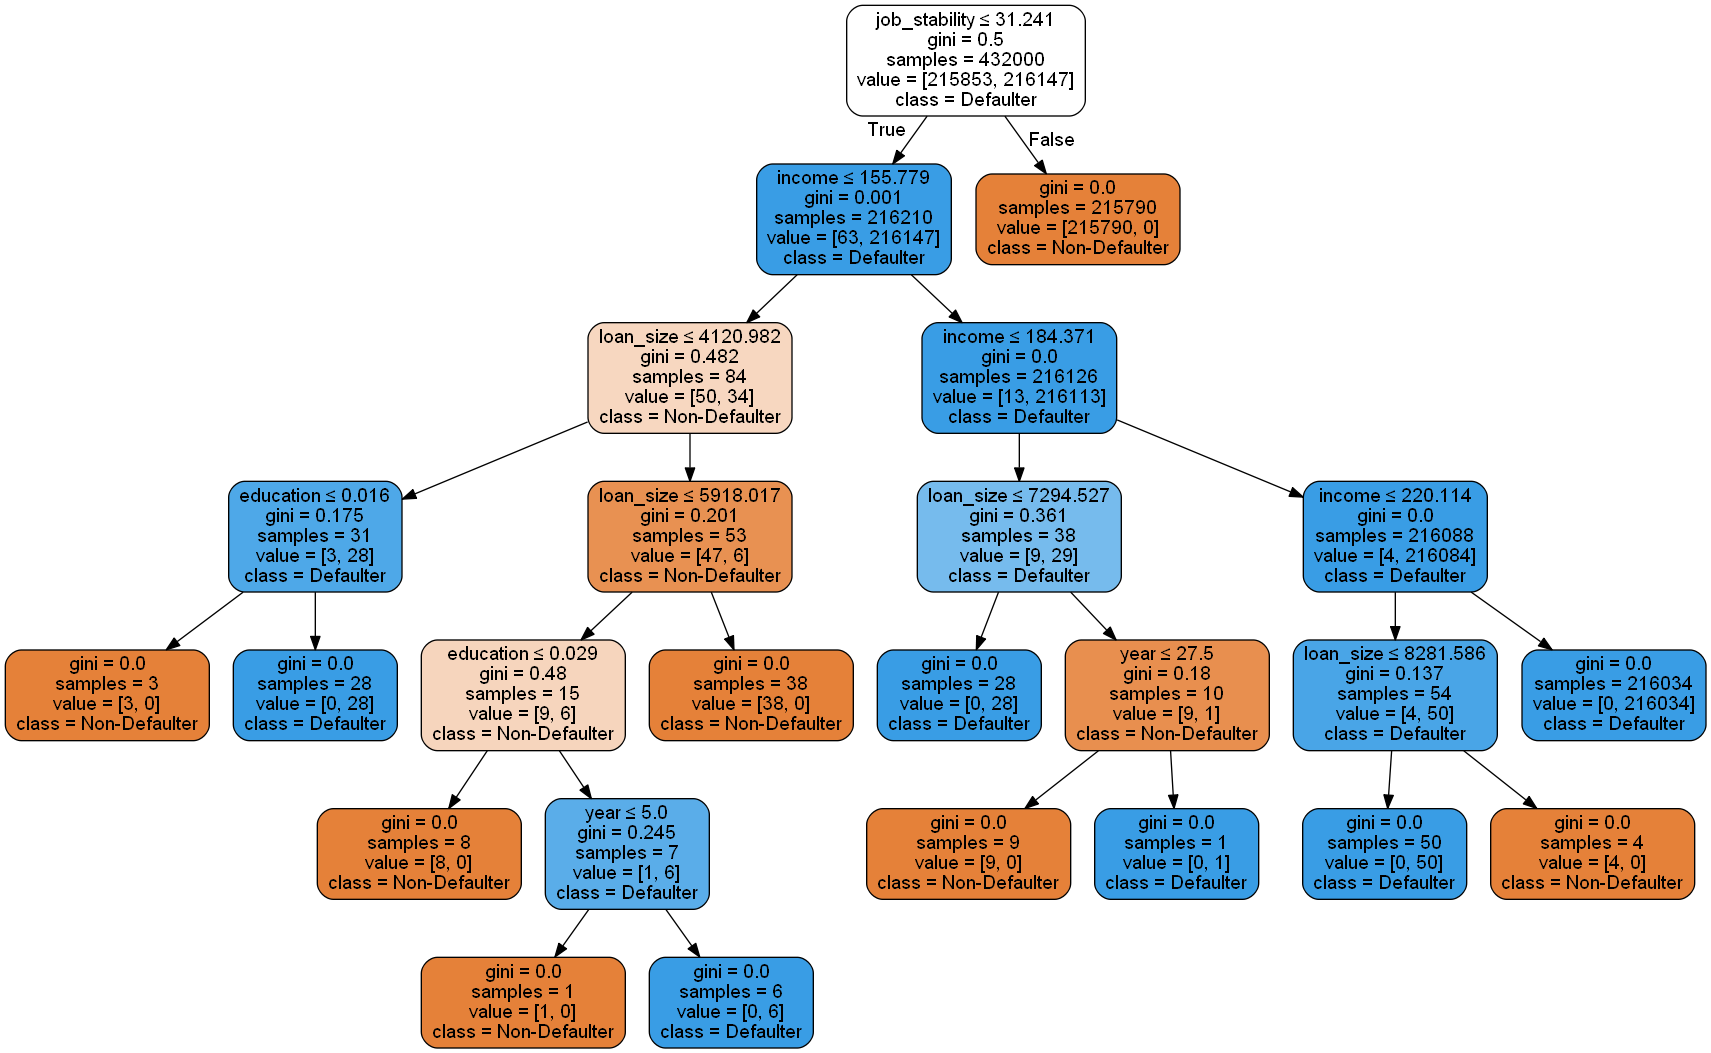 job_stability ≤ 31.241
gini = 0.5
samples = 432000
value = [215853, 216147]
class = Defaulter
True
False
income ≤ 155.779
gini = 0.001
samples = 216210
value = [63, 216147]
class = Defaulter
gini = 0.0
samples = 215790
value = [215790, 0]
class = Non-Defaulter
loan_size ≤ 4120.982
gini = 0.482
samples = 84
value = [50, 34]
class = Non-Defaulter
income ≤ 184.371
gini = 0.0
samples = 216126
value = [13, 216113]
class = Defaulter
education ≤ 0.016
gini = 0.175
samples = 31
value = [3, 28]
class = Defaulter
loan_size ≤ 5918.017
gini = 0.201
samples = 53
value = [47, 6]
class = Non-Defaulter
loan_size ≤ 7294.527
gini = 0.361
samples = 38
value = [9, 29]
class = Defaulter
income ≤ 220.114
gini = 0.0
samples = 216088
value = [4, 216084]
class = Defaulter
gini = 0.0
samples = 3
value = [3, 0]
class = Non-Defaulter
gini = 0.0
samples = 28
value = [0, 28]
class = Defaulter
education ≤ 0.029
gini = 0.48
samples = 15
value = [9, 6]
class = Non-Defaulter
gini = 0.0
samples = 38
value = [38, 0]
class = Non-Defaulter
gini = 0.0
samples = 28
value = [0, 28]
class = Defaulter
year ≤ 27.5
gini = 0.18
samples = 10
value = [9, 1]
class = Non-Defaulter
loan_size ≤ 8281.586
gini = 0.137
samples = 54
value = [4, 50]
class = Defaulter
gini = 0.0
samples = 216034
value = [0, 216034]
class = Defaulter
gini = 0.0
samples = 8
value = [8, 0]
class = Non-Defaulter
year ≤ 5.0
gini = 0.245
samples = 7
value = [1, 6]
class = Defaulter
gini = 0.0
samples = 9
value = [9, 0]
class = Non-Defaulter
gini = 0.0
samples = 1
value = [0, 1]
class = Defaulter
gini = 0.0
samples = 50
value = [0, 50]
class = Defaulter
gini = 0.0
samples = 4
value = [4, 0]
class = Non-Defaulter
gini = 0.0
samples = 1
value = [1, 0]
class = Non-Defaulter
gini = 0.0
samples = 6
value = [0, 6]
class = Defaulter